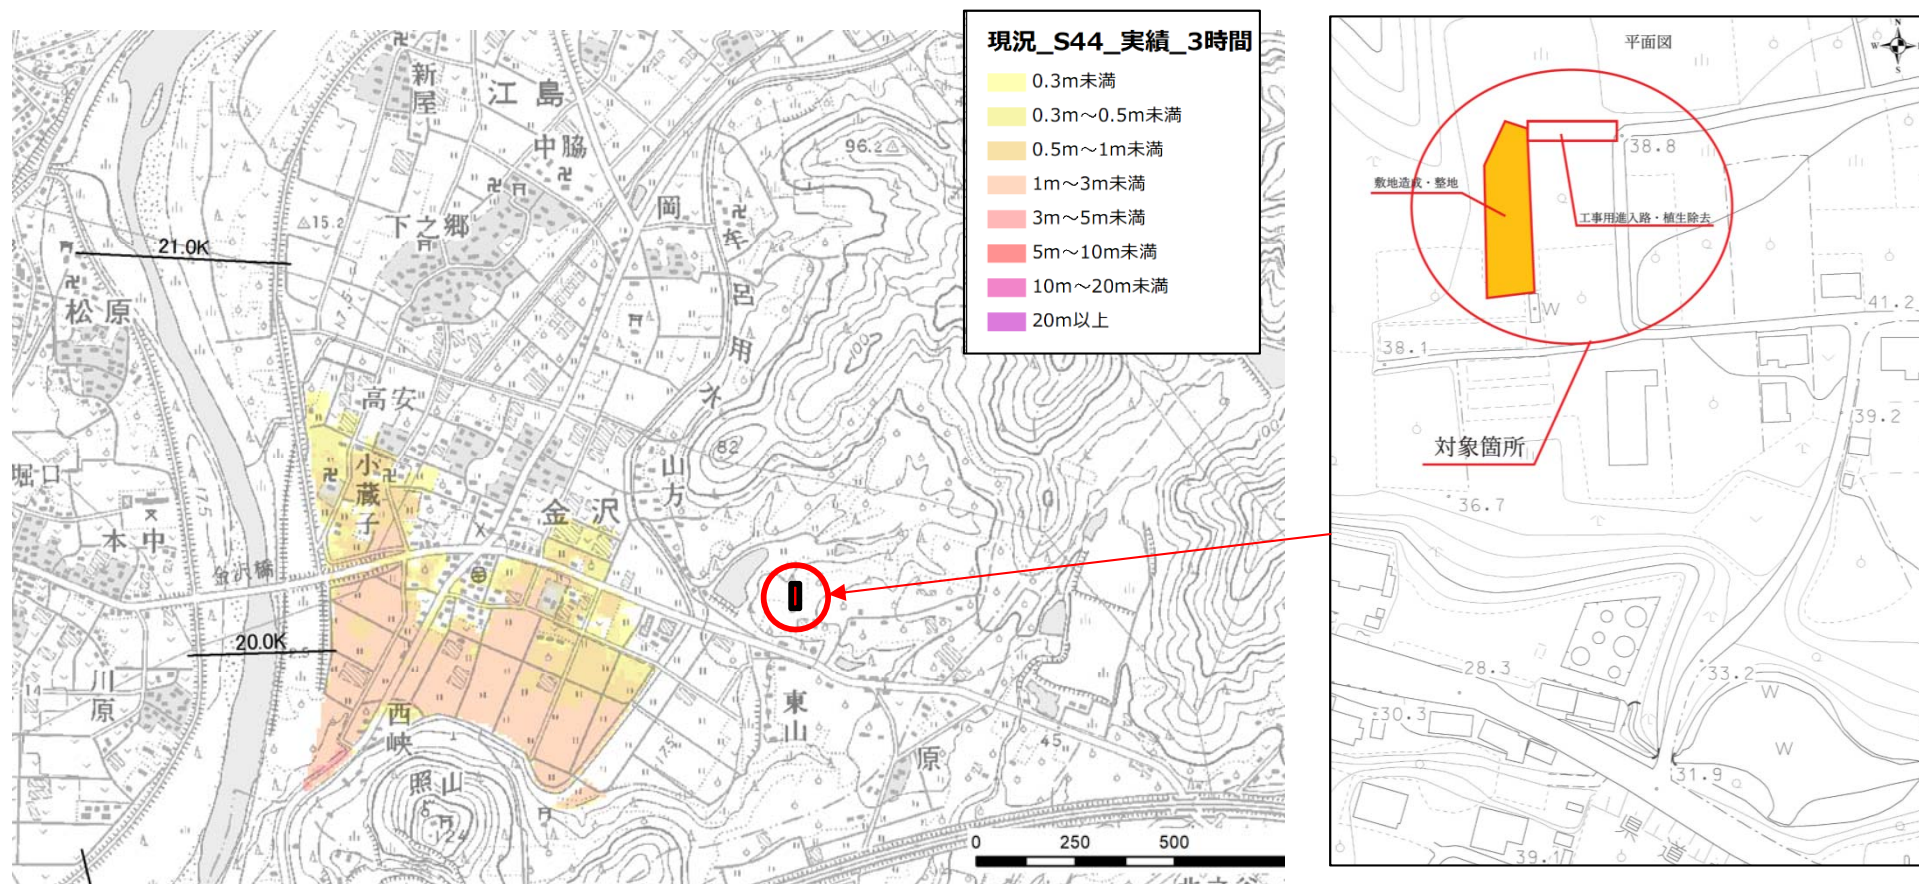 現況_S44_実績_3時間
0.3m未満
0.3m~0.5m未満
0.5m~1m未満
1m~3m未満
3m~5m未満
5m~10m未満
10m~20m未満
20m以上
新屋
江島
中脇
96.2
岡
下之郷
15.2
21.0K
松原
牟呂用水
高安
82
100
堀口
小蔵子
山方
金沢
本中
17.5
金沢橋
20.0K
川原
14
西峡
東山
17.5
45
原
照山
124
0 250 500
平面図
N
W
S
38.8
敷地造成・整地
工事用進入路・植生除去
W
41.2
38.1
39.2
対象箇所
36.7
28.3
33.2
W
30.3
W
31.9
県道
39.1